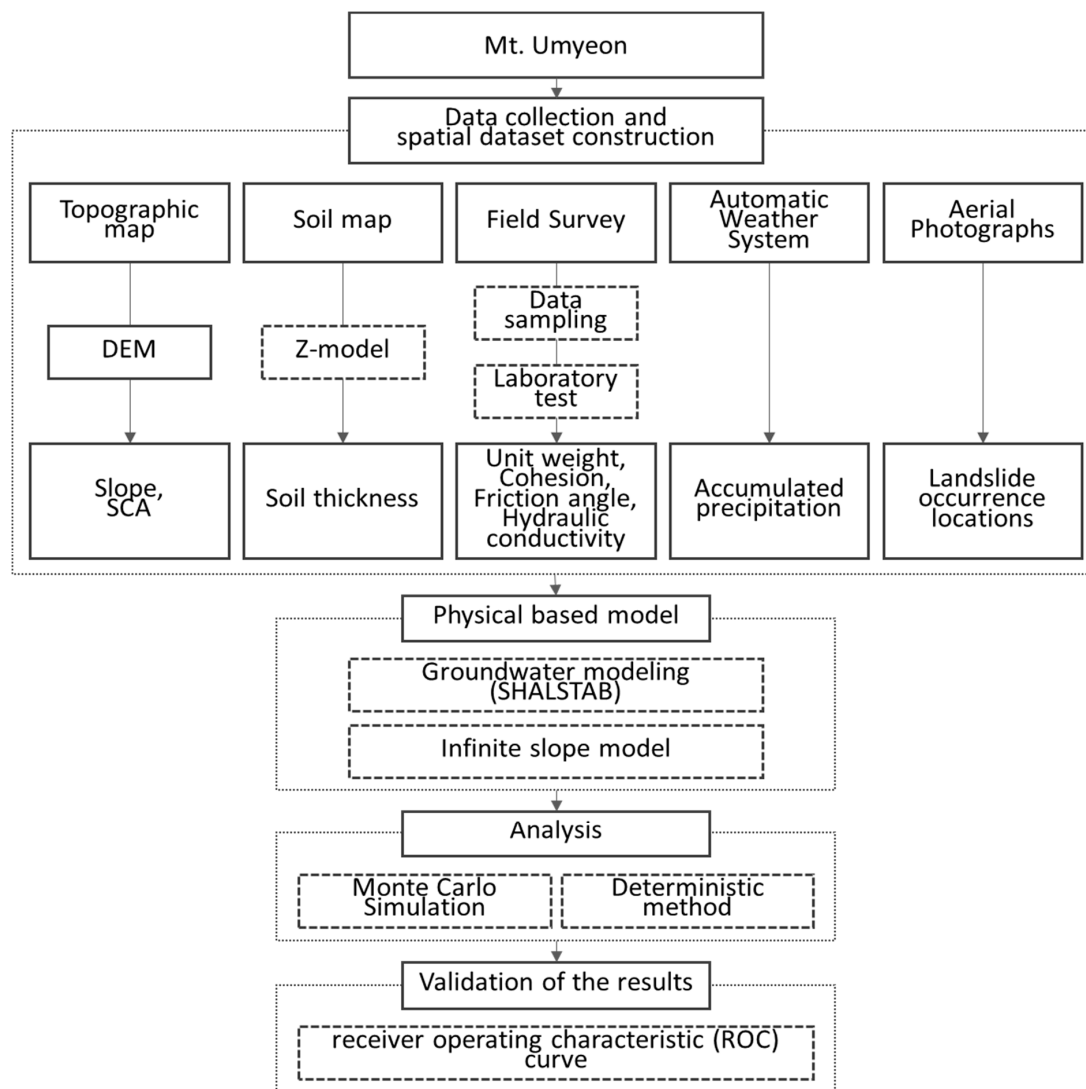 Mt. Umyeon
Data collection and
spatial dataset construction
Topographic
map
Soil map
Field Survey
Automatic
Weather
System
Aerial
Photographs
Data
sampling
DEM
Z-model
Laboratory
test
Slope,
SCA
Soil thickness
Unit weight,
Cohesion,
Friction angle,
Hydraulic
conductivity
Accumulated
precipitation
Landslide
occurrence
locations
Physical based model
Groundwater modeling
(SHALSTAB)
Infinite slope model
Analysis
Monte Carlo
Simulation
Deterministic
method
Validation of the results
receiver operating characteristic (ROC)
curve